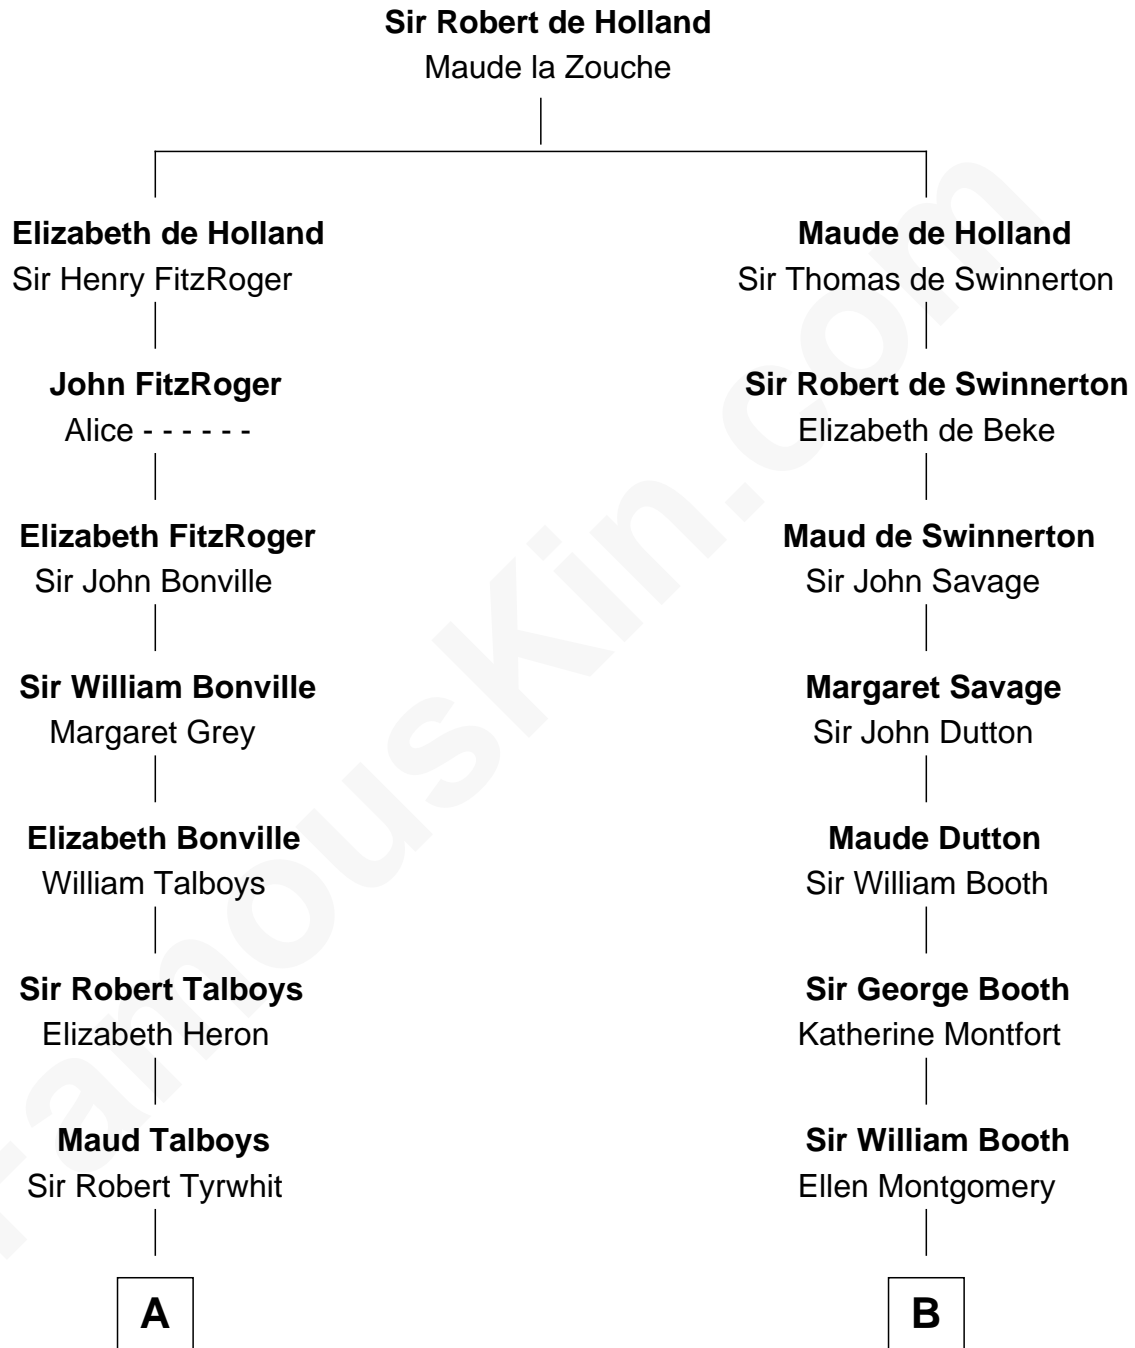 Sir Robert de Holland
Maude la Zouche
Elizabeth de Holland
Sir Henry FitzRoger
Maude de Holland
Sir Thomas de Swinnerton
John FitzRoger
Alice - - - - - -
Sir Robert de Swinnerton
Elizabeth de Beke
Elizabeth FitzRoger
Sir John Bonville
Maud de Swinnerton
Sir John Savage
Sir William Bonville
Margaret Grey
Margaret Savage
Sir John Dutton
Elizabeth Bonville
William Talboys
Maude Dutton
Sir William Booth
Sir Robert Talboys
Elizabeth Heron
Sir George Booth
Katherine Montfort
Maud Talboys
Sir Robert Tyrwhit
Sir William Booth
Ellen Montgomery
A
B
FamousKin.com